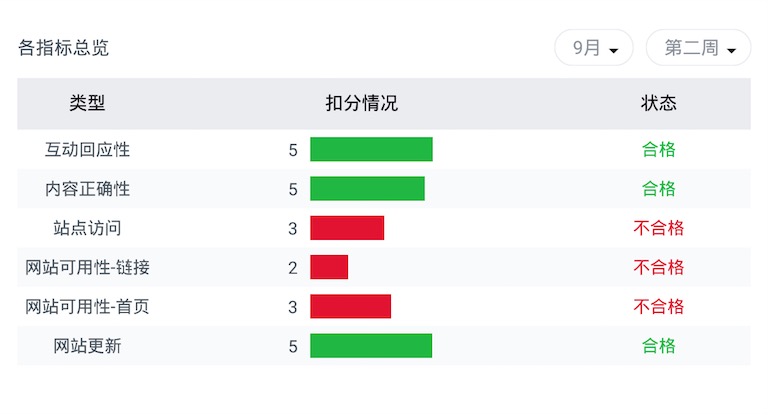 各指标总览 9月 第二周
类型 扣分情况 状态
互动回应性 5 合格
内容正确性 5 合格
站点访问 3 不合格
网站可用性-链接 2 不合格
网站可用性-首页 3 不合格
网站更新 5 合格